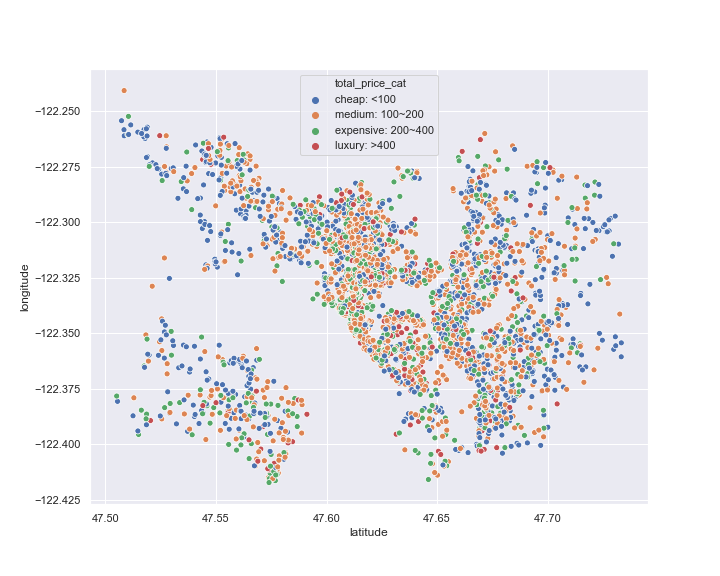 total_price_cat
cheap: <100
medium: 100~200
expensive: 200~400
luxury: >400
−122.250
−122.275
−122.300
−122.325
−122.350
−122.375
−122.400
−122.425
longitude
47.50
47.55
47.60
47.65
47.70
latitude